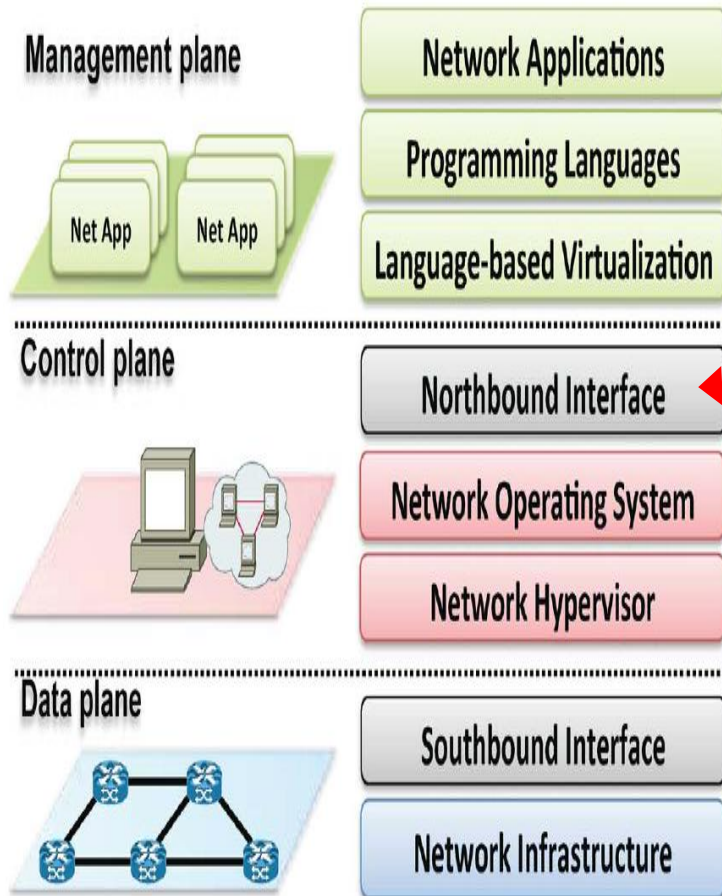 Management plane
Network Applications
Programming Languages
Net App
Net App
Language-based Virtualization
Control plane
Northbound Interface
Network Operating System
Network Hypervisor
Data plane
Southbound Interface
Network Infrastructure